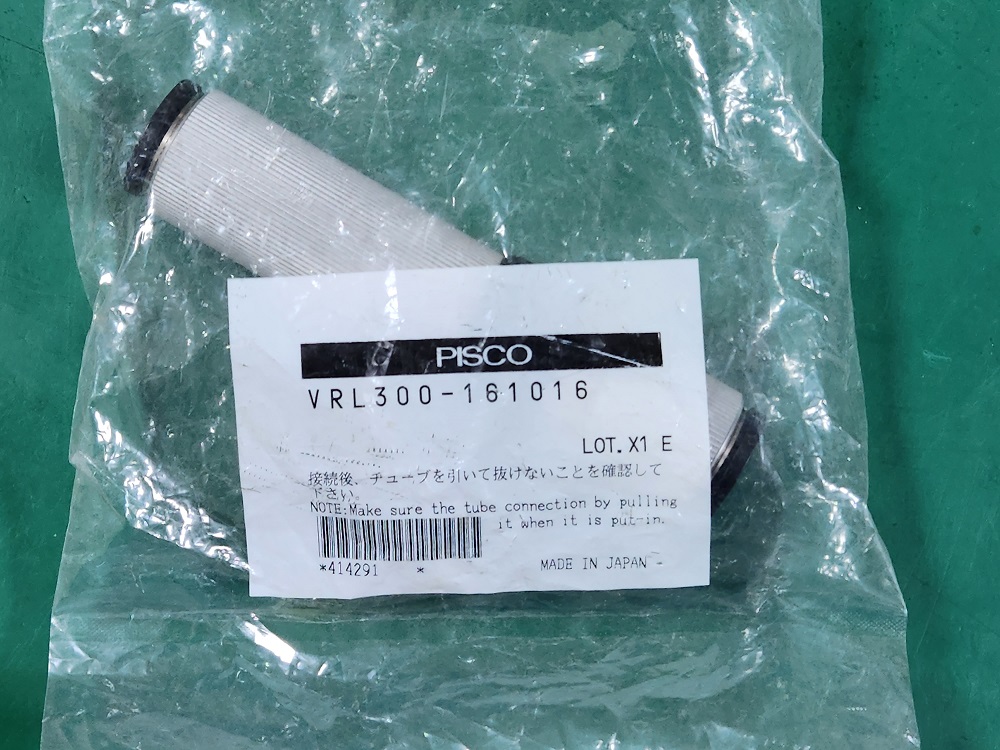 PISCO
VRL300-161016
LOT. X1 E
接続後、チューブを引いて抜けないことを確認して
下さい。
NOTE:Make sure the tube connection by pulling
it when it is put-in.
*414291 *
MADE IN JAPAN